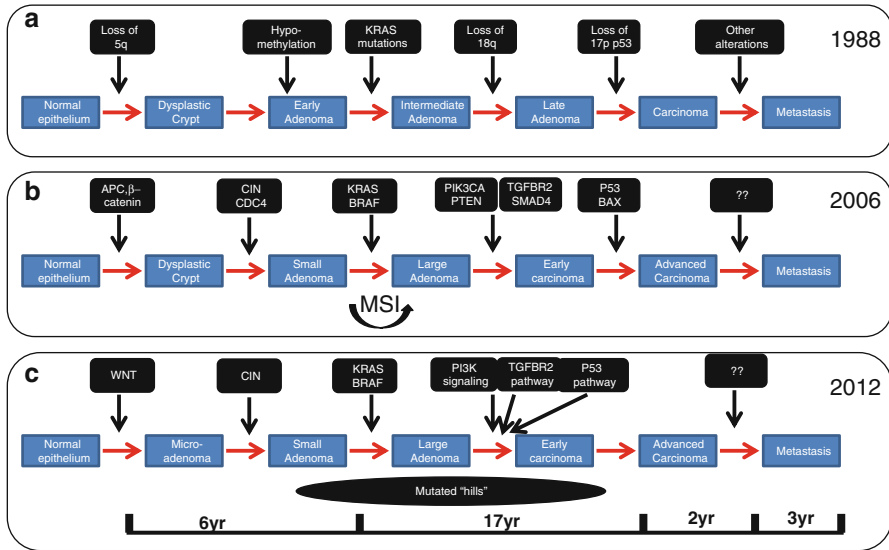 a
1988
Loss of
5q
Hypo-
methylation
KRAS
mutations
Loss of
18q
Loss of
17p p53
Other
alterations
Normal
epithelium
Dysplastic
Crypt
Early
Adenoma
Intermediate
Adenoma
Late
Adenoma
Carcinoma
Metastasis
b
2006
APC,β–
catenin
CIN
CDC4
KRAS
BRAF
PIK3CA
PTEN
TGFBR2
SMAD4
P53
BAX
??
Normal
epithelium
Dysplastic
Crypt
Small
Adenoma
Large
Adenoma
Early
carcinoma
Advanced
Carcinoma
Metastasis
MSI
c
2012
WNT
CIN
KRAS
BRAF
PI3K
signaling
TGFBR2
pathway
P53
pathway
??
Normal
epithelium
Micro-
adenoma
Small
Adenoma
Large
Adenoma
Early
carcinoma
Advanced
Carcinoma
Metastasis
Mutated “hills”
6yr
17yr
2yr
3yr